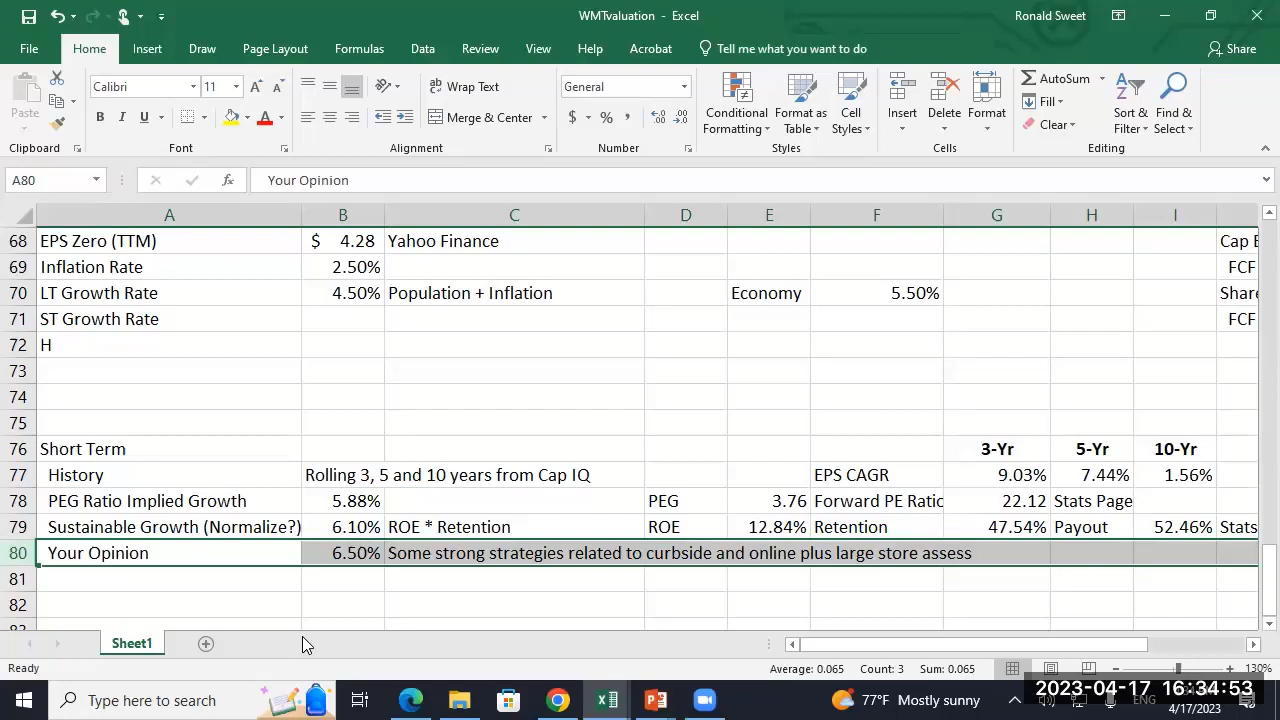 WMTvaluation - Excel
Ronald Sweet
File Home Insert Draw Page Layout Formulas Data Review View Help Acrobat Tell me what you want to do Share
Paste
Calibri 11
General
Wrap Text
Merge & Center
Conditional Formatting
Format as Table
Cell Styles
Insert Delete Format
AutoSum
Fill
Clear
Sort & Filter
Find & Select
Clipboard Font Alignment Number Styles Cells Editing
A80 Your Opinion
A B C D E F G H I
68 EPS Zero (TTM) $ 4.28 Yahoo Finance Cap
69 Inflation Rate 2.50% FCF
70 LT Growth Rate 4.50% Population + Inflation Economy 5.50% Share
71 ST Growth Rate FCF
72 H
73
74
75
76 Short Term 3-Yr 5-Yr 10-Yr
77 History Rolling 3, 5 and 10 years from Cap IQ EPS CAGR 9.03% 7.44% 1.56%
78 PEG Ratio Implied Growth 5.88% PEG 3.76 Forward PE Ratio 22.12 Stats Page
79 Sustainable Growth (Normalize?) 6.10% ROE * Retention ROE 12.84% Retention 47.54% Payout 52.46% Stats
80 Your Opinion 6.50% Some strong strategies related to curbside and online plus large store assess
81
82
Sheet1
Ready Average: 0.065 Count: 3 Sum: 0.065 130%
Type here to search
77°F Mostly sunny
ENG
2023-04-17 16:34:53
4/17/2023